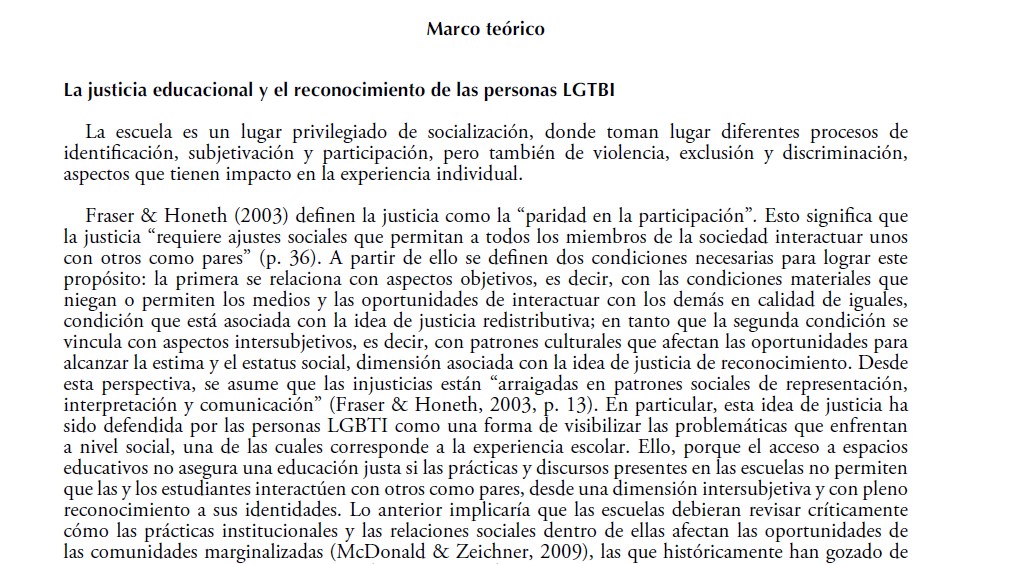 Marco teórico
La justicia educacional y el reconocimiento de las personas LGTBI
La escuela es un lugar privilegiado de socialización, donde toman lugar diferentes procesos de
identificación, subjetivación y participación, pero también de violencia, exclusión y discriminación,
aspectos que tienen impacto en la experiencia individual.
Fraser & Honeth (2003) definen la justicia como la “paridad en la participación”. Esto significa que
la justicia “requiere ajustes sociales que permitan a todos los miembros de la sociedad interactuar unos
con otros como pares” (p. 36). A partir de ello se definen dos condiciones necesarias para lograr este
propósito: la primera se relaciona con aspectos objetivos, es decir, con las condiciones materiales que
niegan o permiten los medios y las oportunidades de interactuar con los demás en calidad de iguales,
condición que está asociada con la idea de justicia redistributiva; en tanto que la segunda condición se
vincula con aspectos intersubjetivos, es decir, con patrones culturales que afectan las oportunidades para
alcanzar la estima y el estatus social, dimensión asociada con la idea de justicia de reconocimiento. Desde
esta perspectiva, se asume que las injusticias están “arraigadas en patrones sociales de representación,
interpretación y comunicación” (Fraser & Honeth, 2003, p. 13). En particular, esta idea de justicia ha
sido defendida por las personas LGBTI como una forma de visibilizar las problemáticas que enfrentan
a nivel social, una de las cuales corresponde a la experiencia escolar. Ello, porque el acceso a espacios
educativos no asegura una educación justa si las prácticas y discursos presentes en las escuelas no permiten
que las y los estudiantes interactúen con otros como pares, desde una dimensión intersubjetiva y con pleno
reconocimiento a sus identidades. Lo anterior implicaría que las escuelas debieran revisar críticamente
cómo las prácticas institucionales y las relaciones sociales dentro de ellas afectan las oportunidades de
las comunidades marginalizadas (McDonald & Zeichner, 2009), las que históricamente han gozado de